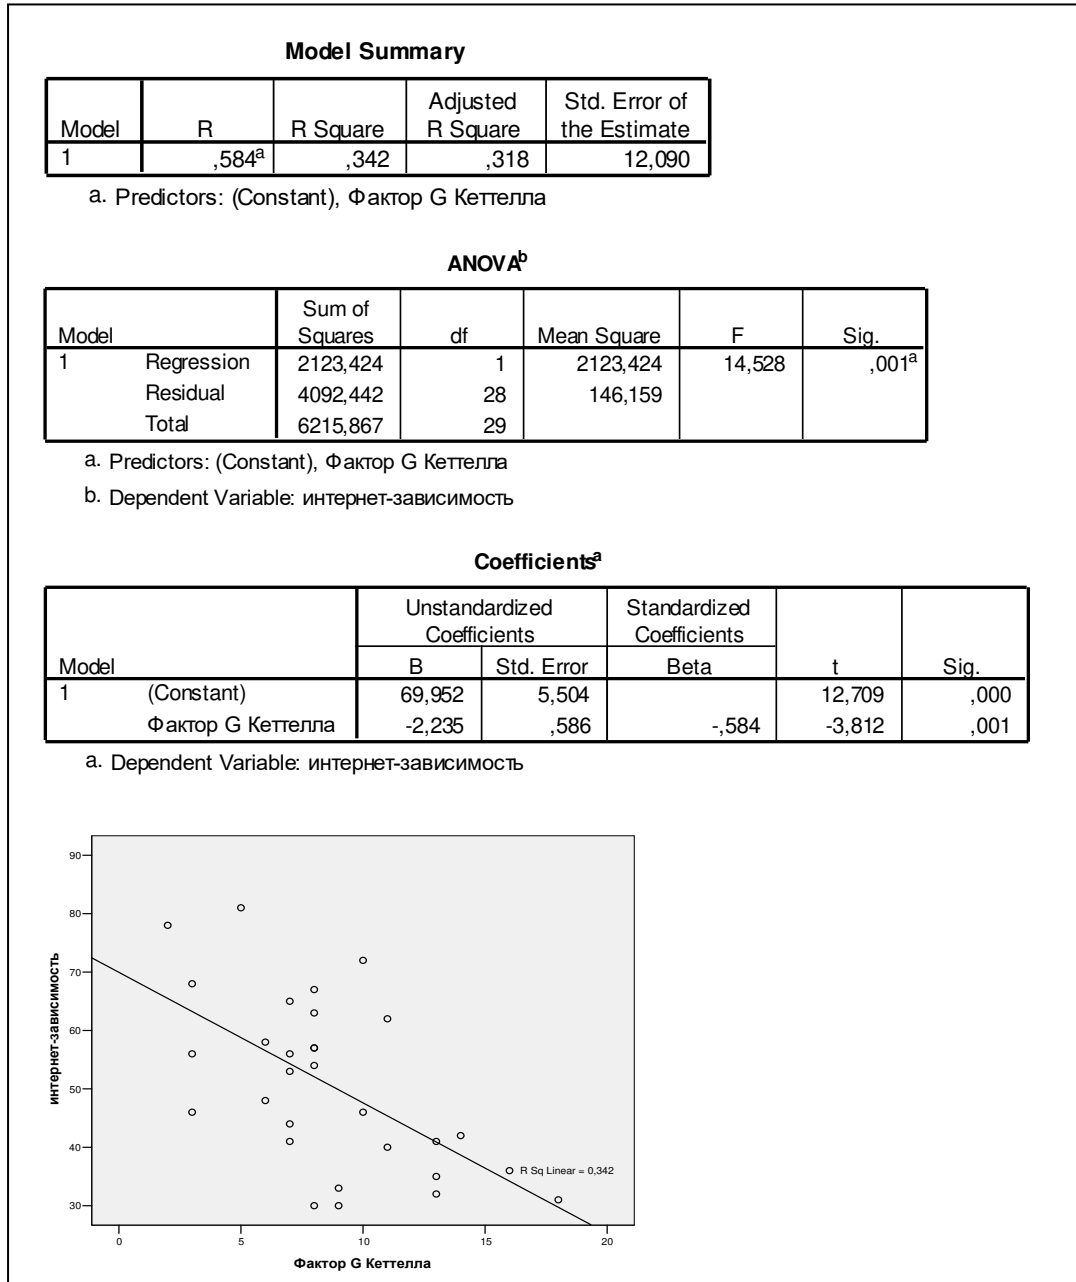 Model Summary
Model R R Square Adjusted R Square Std. Error of the Estimate
1 ,584a ,342 ,318 12,090
a. Predictors: (Constant), Фактор G Кеттелла
ANOVAb
Model Sum of Squares df Mean Square F Sig.
1 Regression 2123,424 1 2123,424 14,528 ,001a
Residual 4092,442 28 146,159
Total 6215,867 29
a. Predictors: (Constant), Фактор G Кеттелла
b. Dependent Variable: интернет-зависимость
Coefficientsa
Unstandardized Coefficients Standardized Coefficients
Model B Std. Error Beta t Sig.
1 (Constant) 69,952 5,504 12,709 ,000
Фактор G Кеттелла -2,235 ,586 -,584 -3,812 ,001
a. Dependent Variable: интернет-зависимость
90
80
70
60
50
40
30
интернет-зависимость
R Sq Linear = 0,342
0 5 10 15 20
Фактор G Кеттелла